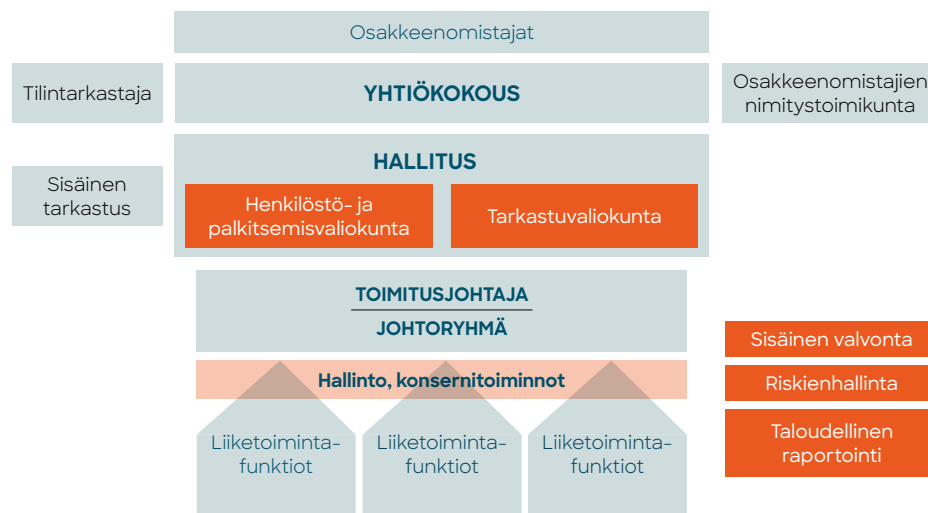 Osakkeenomistajat
Tilintarkastaja
YHTIÖKOKOUS
Osakkeenomistajien
nimitystoimikunta
HALLITUS
Sisäinen
tarkastus
Henkilöstö- ja
palkitsemisvaliokunta
Tarkastuvaliokunta
TOIMITUSJOHTAJA
JOHTORYHMÄ
Sisäinen valvonta
Hallinto, konsernitoiminnot
Riskienhallinta
Liiketoiminta-
funktiot
Liiketoiminta-
funktiot
Liiketoiminta-
funktiot
Taloudellinen
raportointi